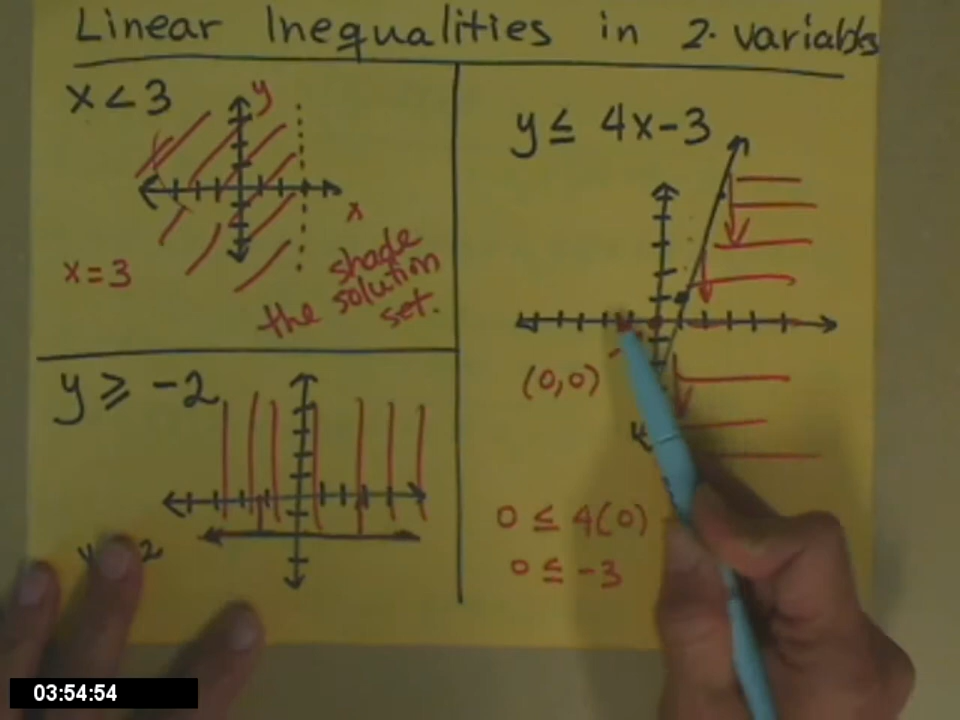 Linear Inequalities in 2 variables
x < 3
y
x
x = 3
shade
the solution
set.
y ≥ -2
y ≤ 4x - 3
(0,0)
0 ≤ 4(0)
0 ≤ -3
03:54:54